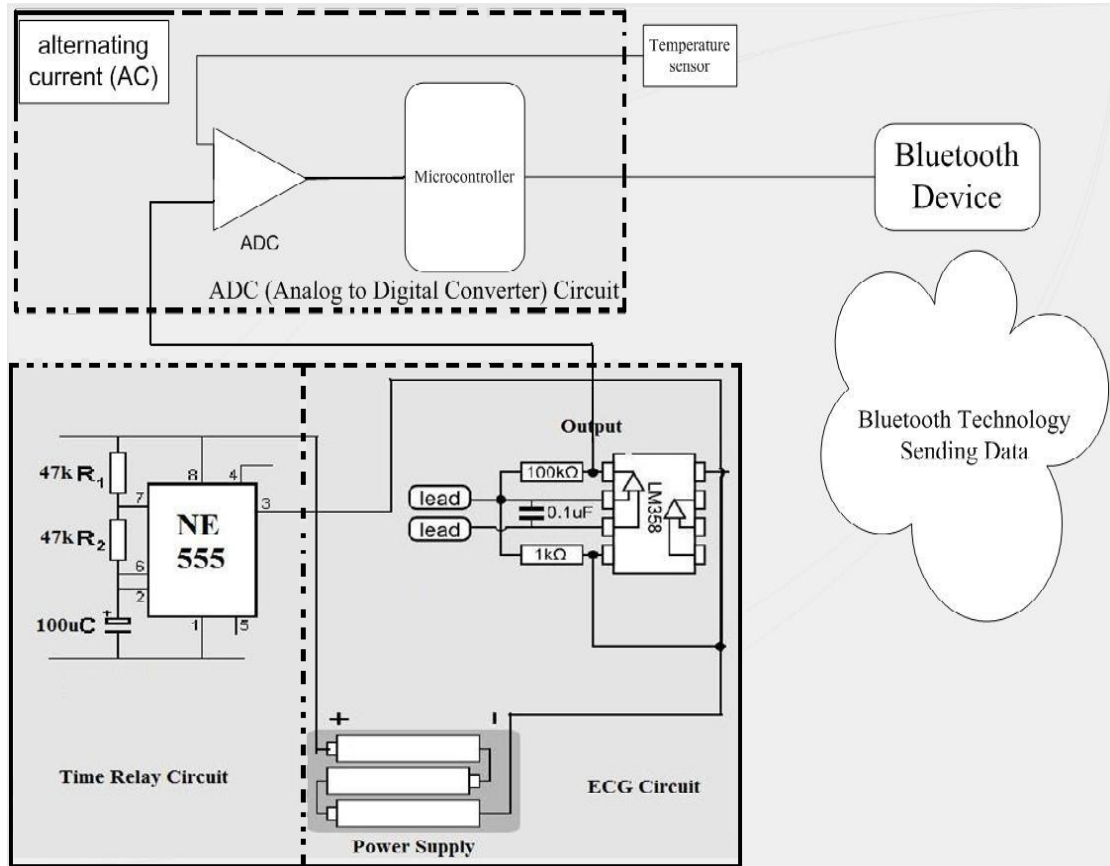 alternating
current (AC)
Temperature
sensor
Microcontroller
Bluetooth
Device
ADC
ADC (Analog to Digital Converter) Circuit
Bluetooth Technology
Sending Data
Output
47k R1
8
4
7
3
NE
555
47k R2
6
2
100uC
+
1
5
lead
lead
100kΩ
0.1uF
1kΩ
LM358
+
-
Time Relay Circuit
ECG Circuit
Power Supply